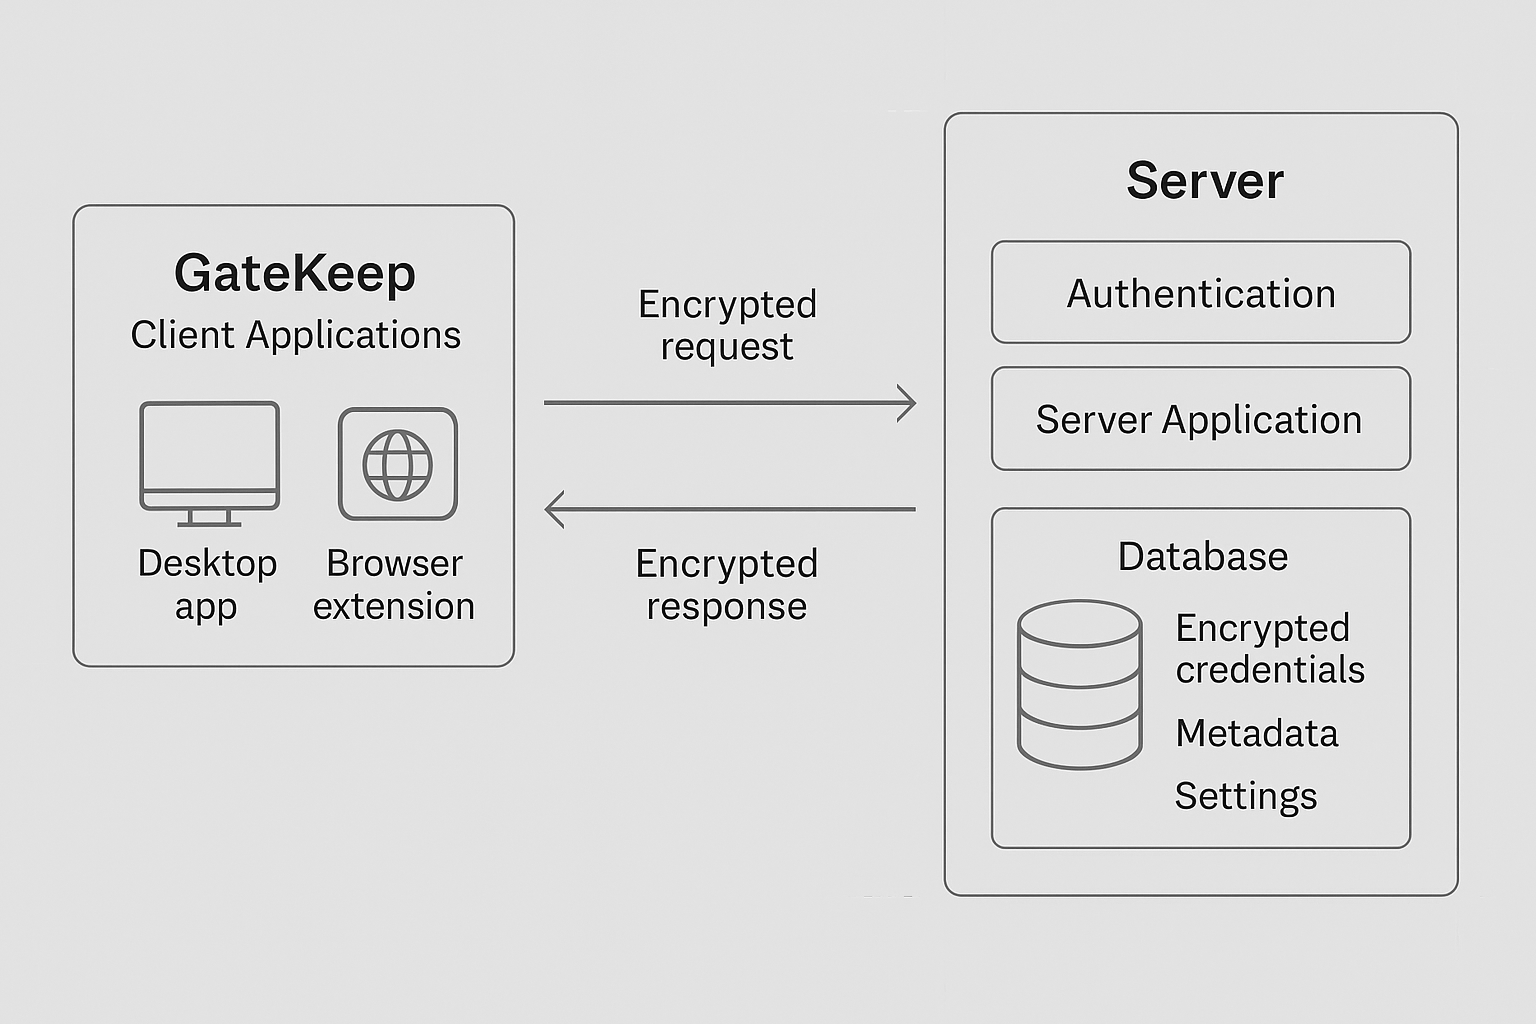 GateKeep
Client Applications
Desktop
app
Browser
extension
Encrypted
request
Encrypted
response
Server
Authentication
Server Application
Database
Encrypted
credentials
Metadata
Settings